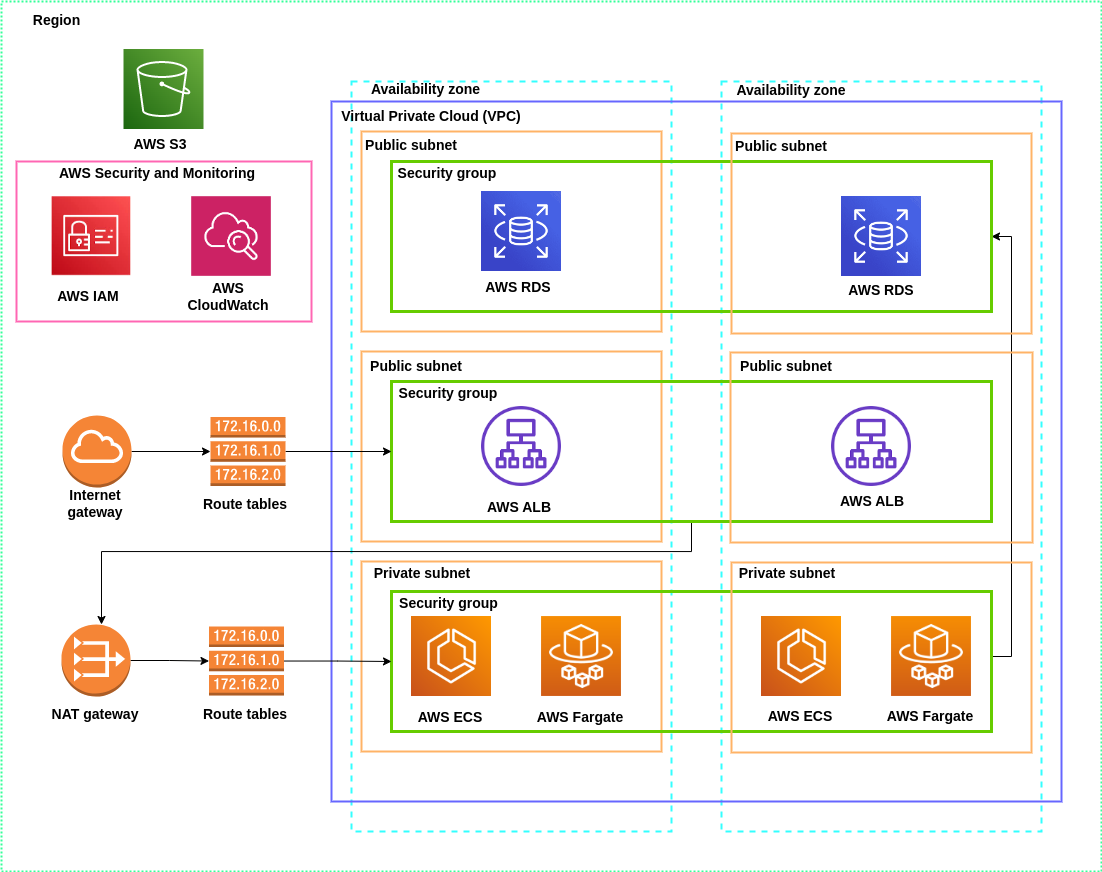 Region
AWS S3
AWS Security and Monitoring
AWS IAM
AWS
CloudWatch
Availability zone
Availability zone
Virtual Private Cloud (VPC)
Public subnet
Public subnet
Security group
AWS RDS
AWS RDS
Public subnet
Public subnet
Security group
AWS ALB
AWS ALB
Internet
gateway
172.16.0.0
172.16.1.0
172.16.2.0
Route tables
Private subnet
Private subnet
Security group
AWS ECS
AWS Fargate
AWS ECS
AWS Fargate
NAT gateway
172.16.0.0
172.16.1.0
172.16.2.0
Route tables